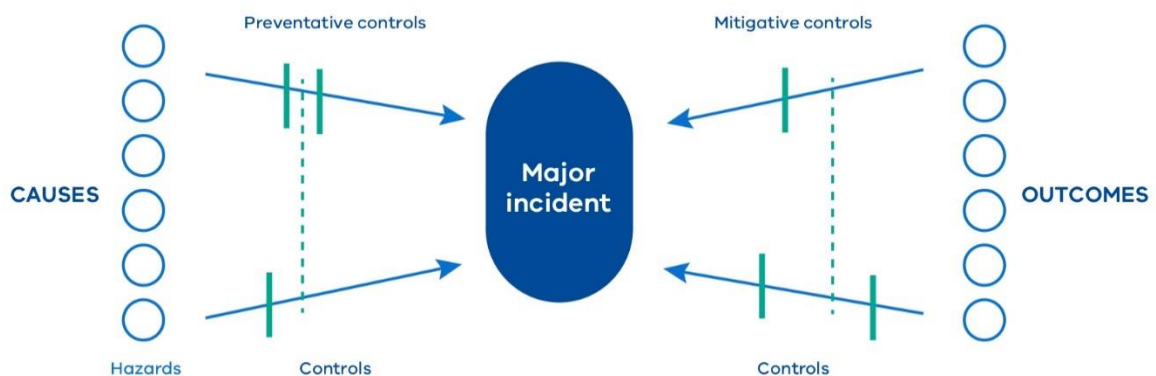 Preventative controls
Mitigative controls
CAUSES
Major
incident
OUTCOMES
Hazards
Controls
Controls